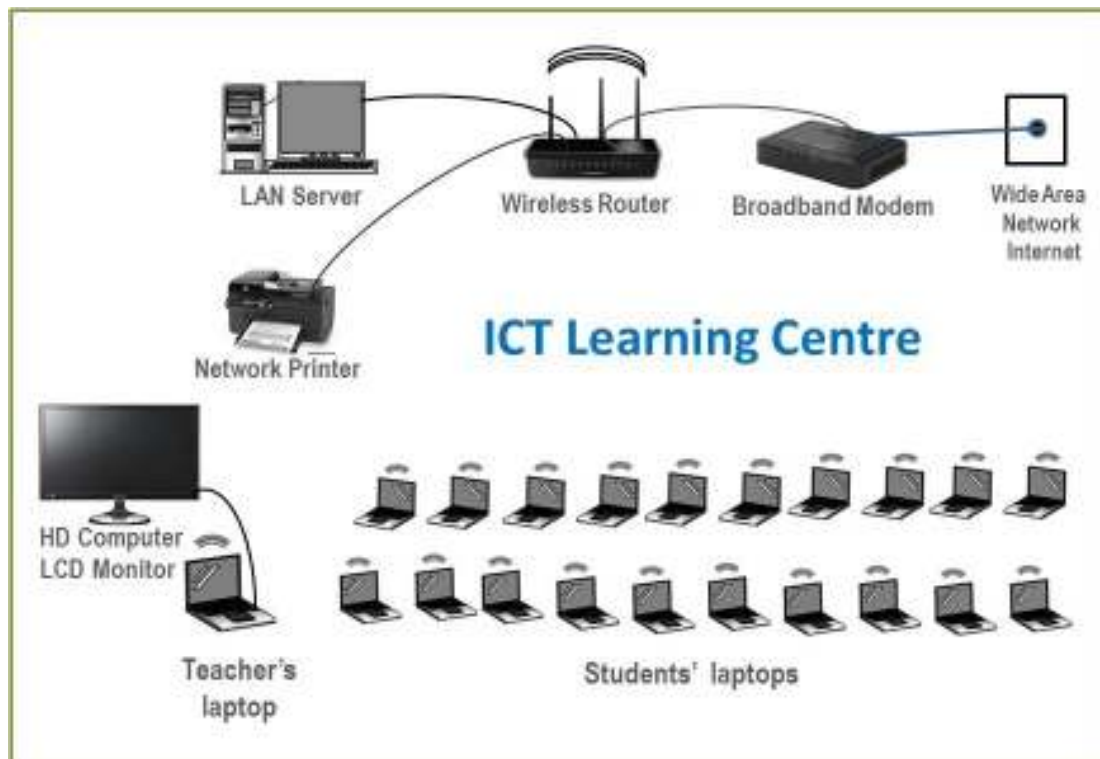 LAN Server
Wireless Router
Broadband Modem
Wide Area
Network
Internet
Network Printer
ICT Learning Centre
HD Computer
LCD Monitor
Teacher's
laptop
Students' laptops